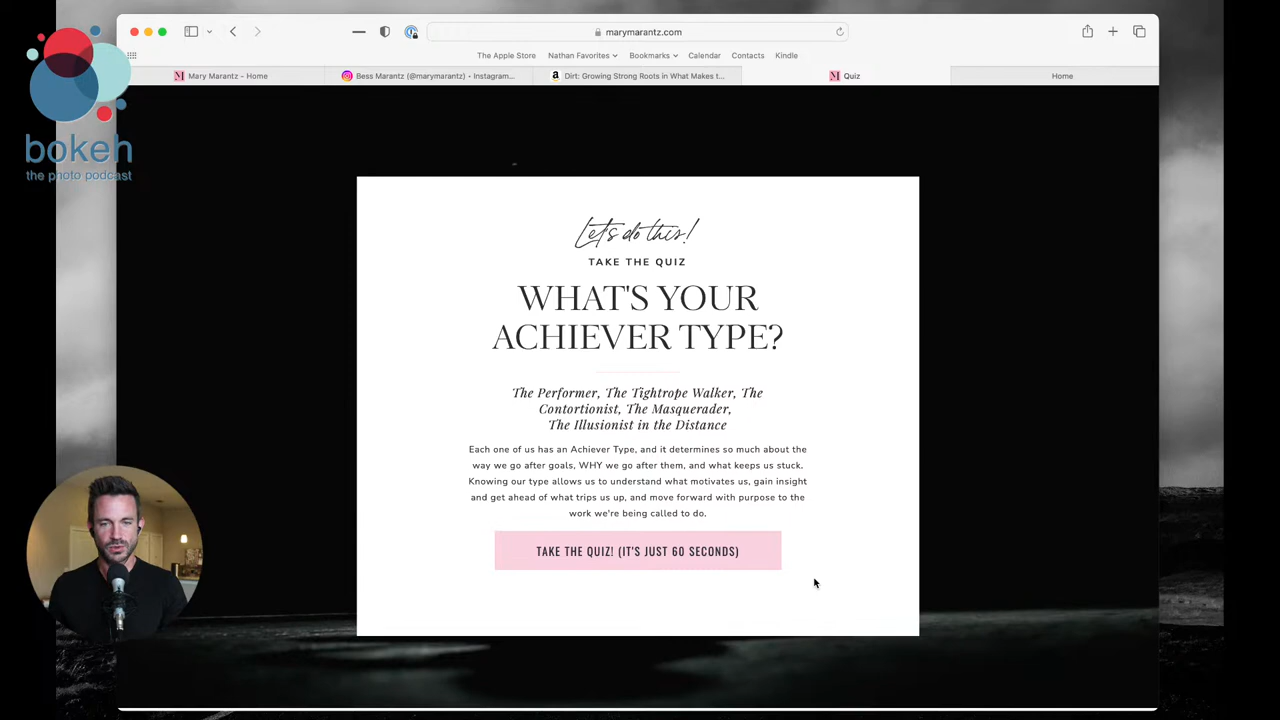 marymarantz.com
The Apple Store
Nathan Favorites
Bookmarks
Calendar
Contacts
Kindle
Mary Marantz - Home
Bess Marantz (@marymarantz) • Instagram...
Dirt: Growing Strong Roots in What Makes t...
Quiz
Home
bokeh
the photo podcast
Let's do this!
TAKE THE QUIZ
WHAT'S YOUR
ACHIEVER TYPE?
The Performer, The Tightrope Walker, The
Contortionist, The Masquerader,
The Illusionist in the Distance
Each one of us has an Achiever Type, and it determines so much about the
way we go after goals, WHY we go after them, and what keeps us stuck.
Knowing our type allows us to understand what motivates us, gain insight
and get ahead of what trips us up, and move forward with purpose to the
work we're being called to do.
TAKE THE QUIZ! (IT'S JUST 60 SECONDS)